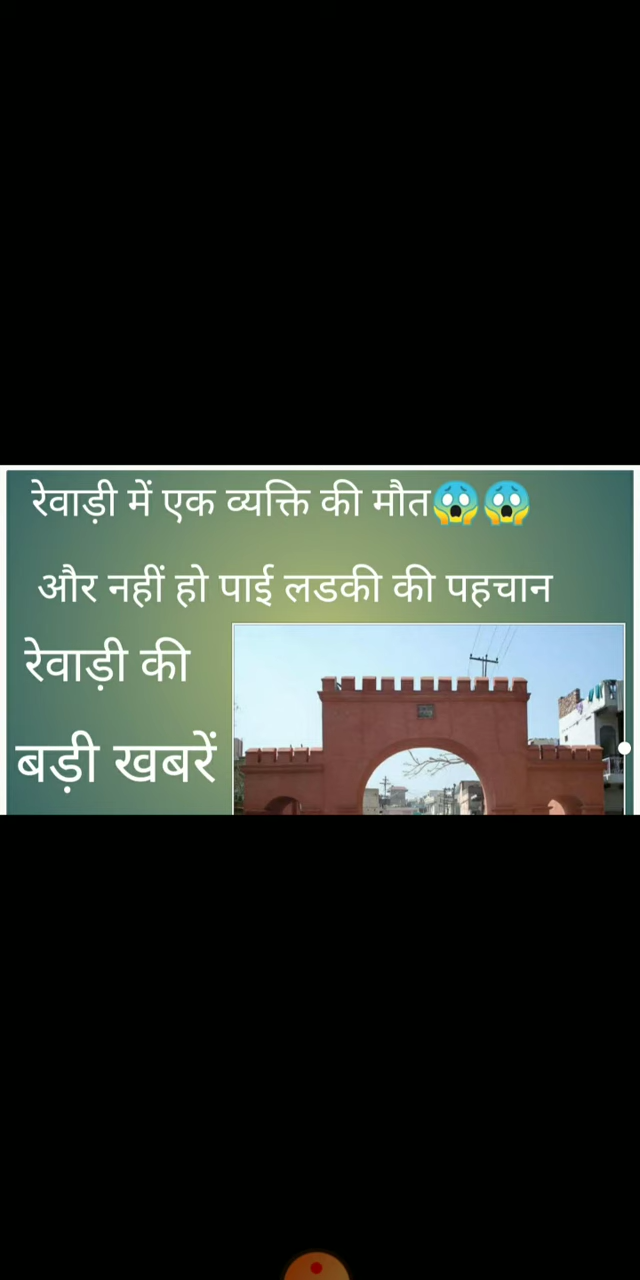 रेवाड़ी में एक व्यक्ति की मौत😱😱
और नहीं हो पाई लडकी की पहचान
रेवाड़ी की
बड़ी खबरें